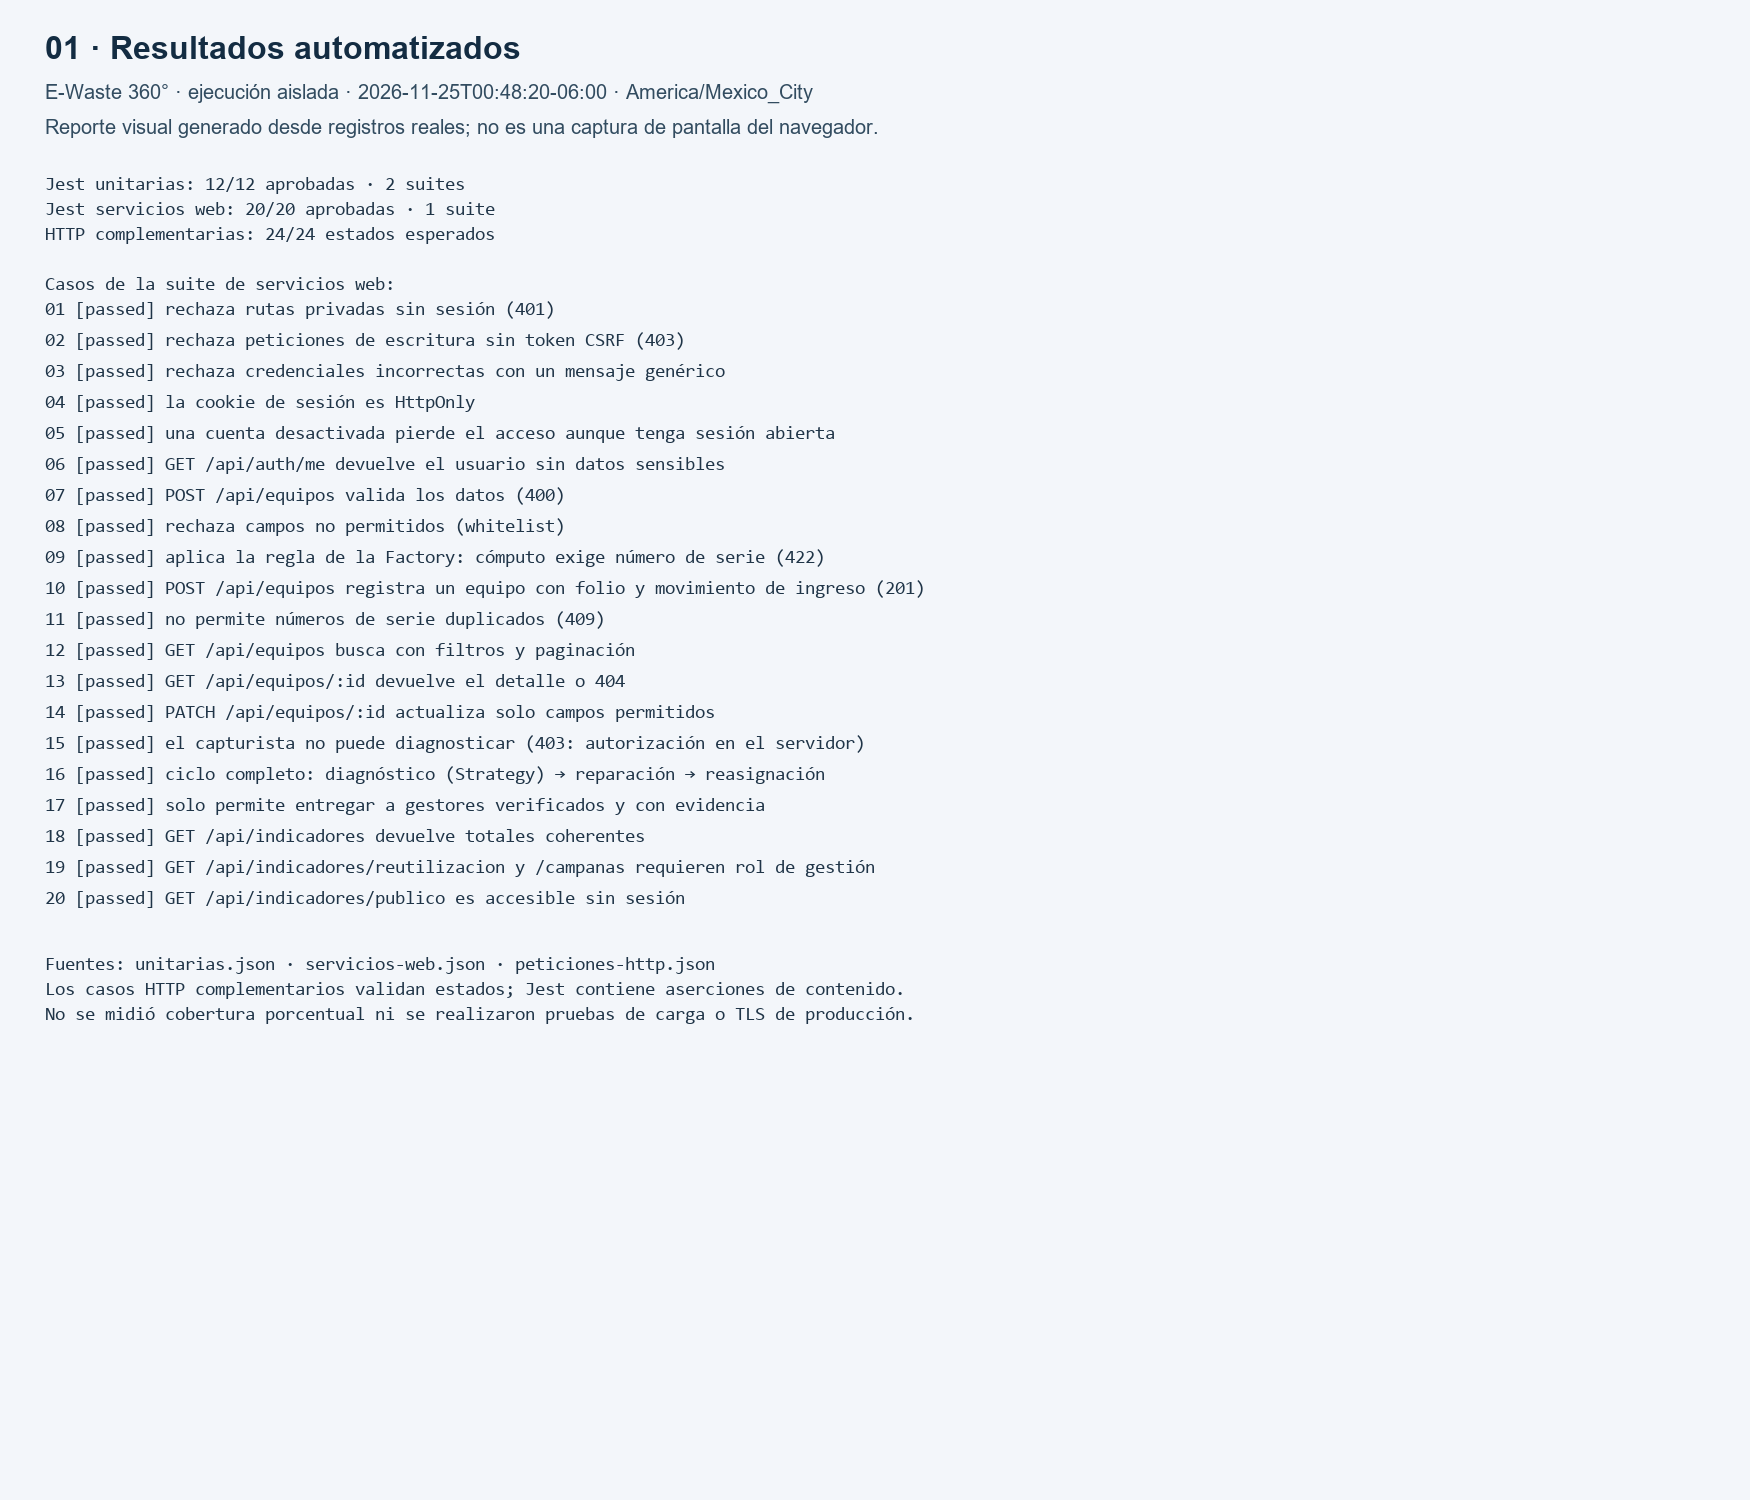 01 · Resultados automatizados
E-Waste 360° · ejecución aislada · 2026-11-25T00:48:20-06:00 · America/Mexico_City
Reporte visual generado desde registros reales; no es una captura de pantalla del navegador.
Jest unitarias: 12/12 aprobadas · 2 suites
Jest servicios web: 20/20 aprobadas · 1 suite
HTTP complementarias: 24/24 estados esperados
Casos de la suite de servicios web:
01 [passed] rechaza rutas privadas sin sesión (401)
02 [passed] rechaza peticiones de escritura sin token CSRF (403)
03 [passed] rechaza credenciales incorrectas con un mensaje genérico
04 [passed] la cookie de sesión es HttpOnly
05 [passed] una cuenta desactivada pierde el acceso aunque tenga sesión abierta
06 [passed] GET /api/auth/me devuelve el usuario sin datos sensibles
07 [passed] POST /api/equipos valida los datos (400)
08 [passed] rechaza campos no permitidos (whitelist)
09 [passed] aplica la regla de la Factory: cómputo exige número de serie (422)
10 [passed] POST /api/equipos registra un equipo con folio y movimiento de ingreso (201)
11 [passed] no permite números de serie duplicados (409)
12 [passed] GET /api/equipos busca con filtros y paginación
13 [passed] GET /api/equipos/:id devuelve el detalle o 404
14 [passed] PATCH /api/equipos/:id actualiza solo campos permitidos
15 [passed] el capturista no puede diagnosticar (403: autorización en el servidor)
16 [passed] ciclo completo: diagnóstico (Strategy) → reparación → reasignación
17 [passed] solo permite entregar a gestores verificados y con evidencia
18 [passed] GET /api/indicadores devuelve totales coherentes
19 [passed] GET /api/indicadores/reutilizacion y /campanas requieren rol de gestión
20 [passed] GET /api/indicadores/publico es accesible sin sesión
Fuentes: unitarias.json · servicios-web.json · peticiones-http.json
Los casos HTTP complementarios validan estados; Jest contiene aserciones de contenido.
No se midió cobertura porcentual ni se realizaron pruebas de carga o TLS de producción.